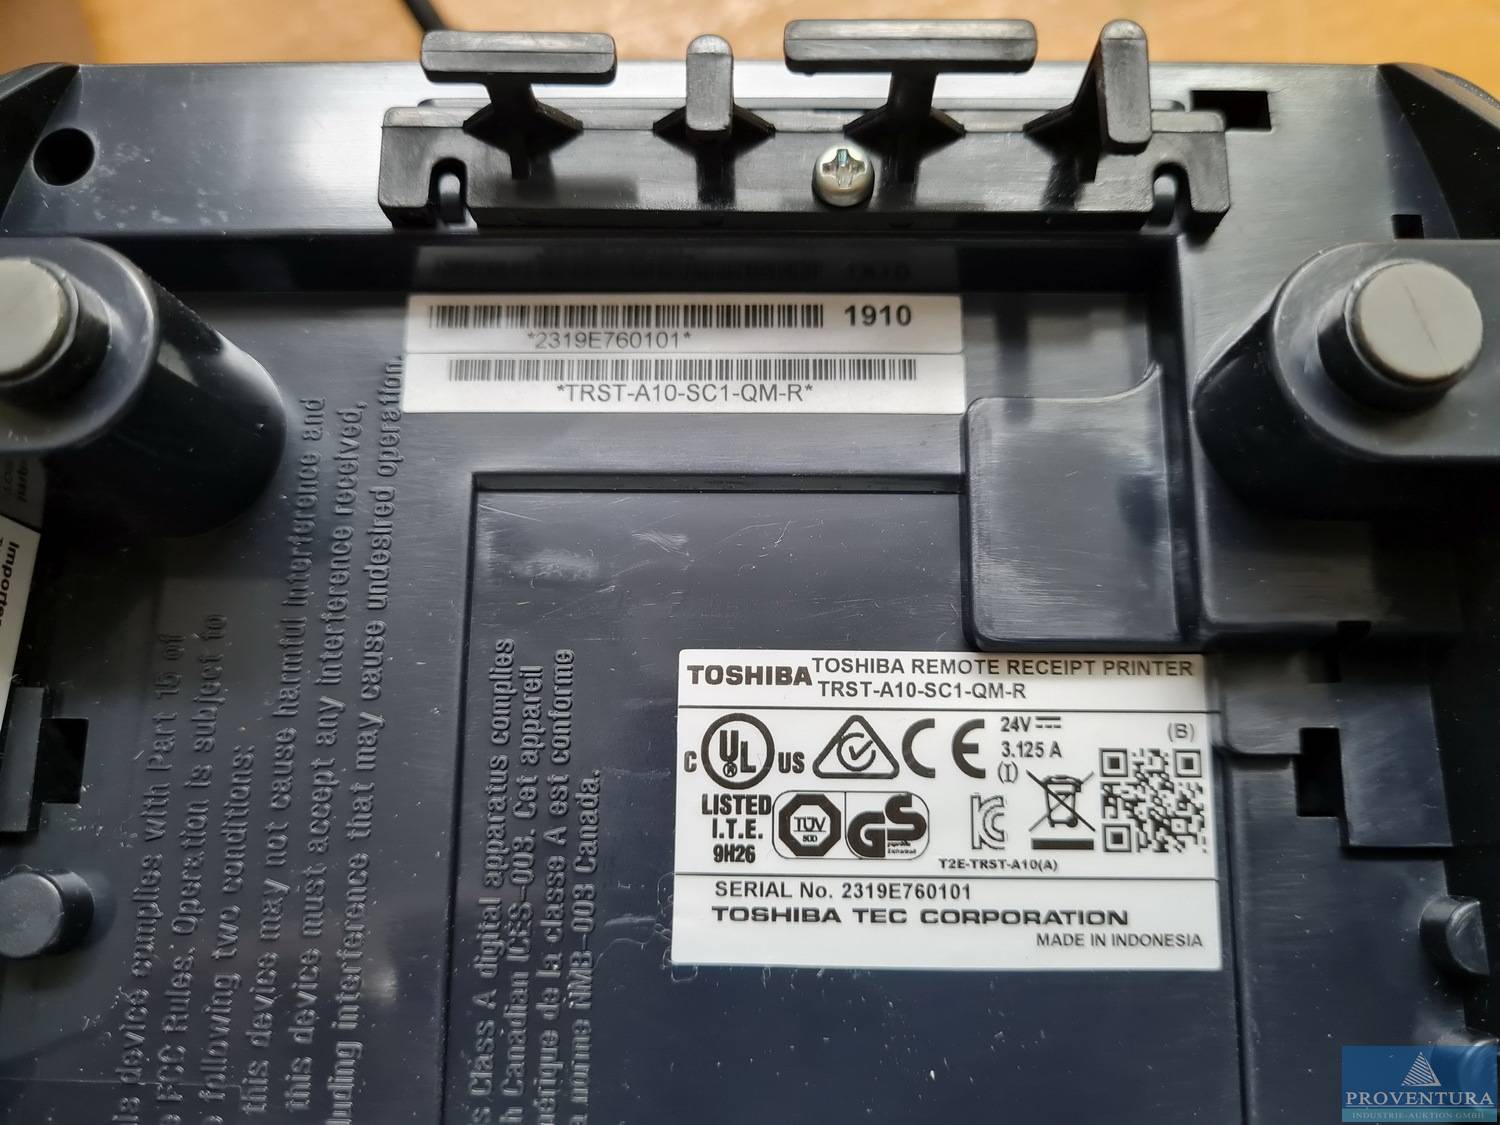 1910
*2319E760101*
*TRST-A10-SC1-QM-R*
TOSHIBA
TOSHIBA REMOTE RECEIPT PRINTER
TRST-A10-SC1-QM-R
C UL US
CE
24V
3.125 A
(I)
(B)
LISTED
I.T.E.
9H26
TÜV
SÜD
GS
T2E-TRST-A10(A)
SERIAL No. 2319E760101
TOSHIBA TEC CORPORATION
MADE IN INDONESIA
device complies with Part 15 of
FCC Rules. Operation is subject to
following two conditions:
this device may not cause harmful interference and
this device must accept any interference received,
interference that may cause undesired operation.
Class A digital apparatus complies
Canadian ICES-003. Cet appareil
de la classe A est conforme
norme NMB-003 Canada.
PROVENTURA
INDUSTRIE-AUKTION GMBH